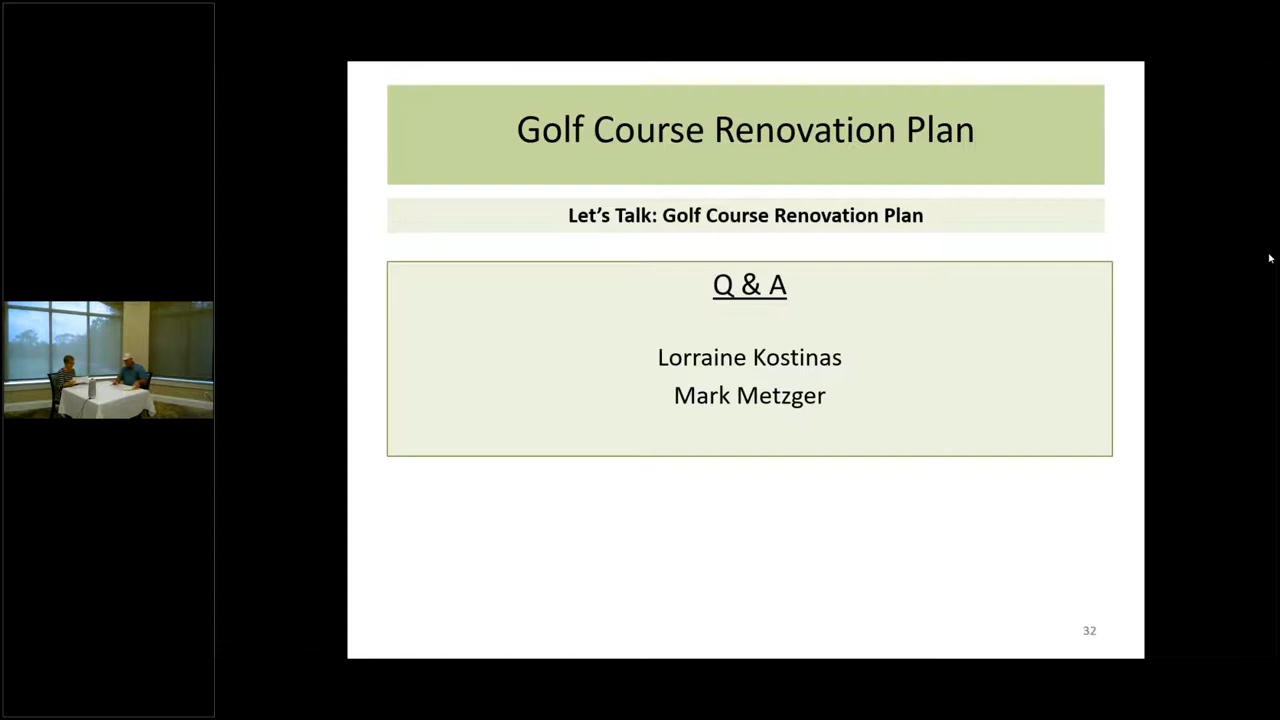 Golf Course Renovation Plan
Let’s Talk: Golf Course Renovation Plan
Q & A
Lorraine Kostinas
Mark Metzger
32